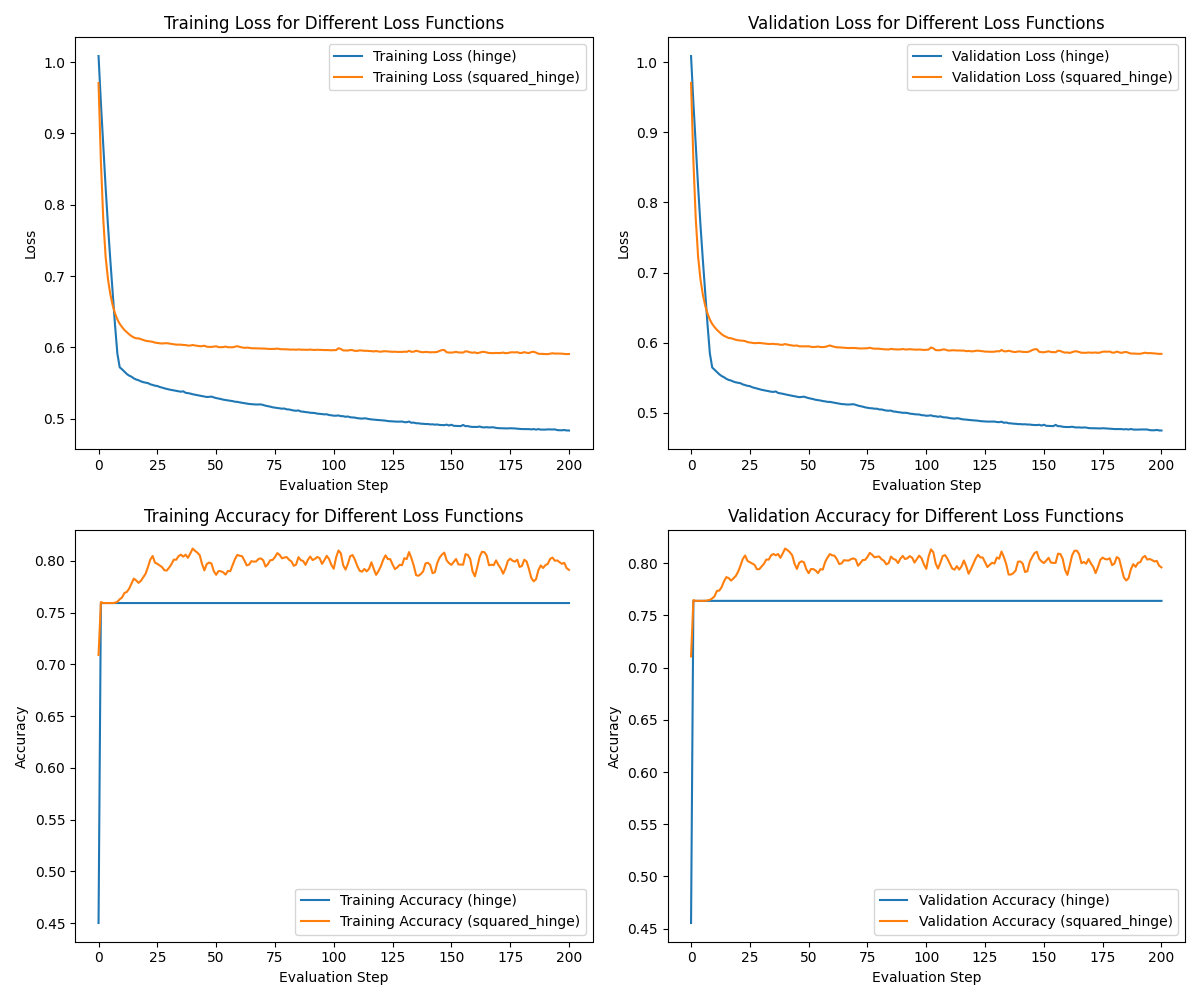 Training Loss for Different Loss Functions
Training Loss (hinge)
Training Loss (squared_hinge)
1.0
0.9
0.8
0.7
0.6
0.5
Loss
0 25 50 75 100 125 150 175 200
Evaluation Step
Validation Loss for Different Loss Functions
Validation Loss (hinge)
Validation Loss (squared_hinge)
1.0
0.9
0.8
0.7
0.6
0.5
Loss
0 25 50 75 100 125 150 175 200
Evaluation Step
Training Accuracy for Different Loss Functions
0.80
0.75
0.70
0.65
0.60
0.55
0.50
0.45
Accuracy
Training Accuracy (hinge)
Training Accuracy (squared_hinge)
0 25 50 75 100 125 150 175 200
Evaluation Step
Validation Accuracy for Different Loss Functions
0.80
0.75
0.70
0.65
0.60
0.55
0.50
0.45
Accuracy
Validation Accuracy (hinge)
Validation Accuracy (squared_hinge)
0 25 50 75 100 125 150 175 200
Evaluation Step